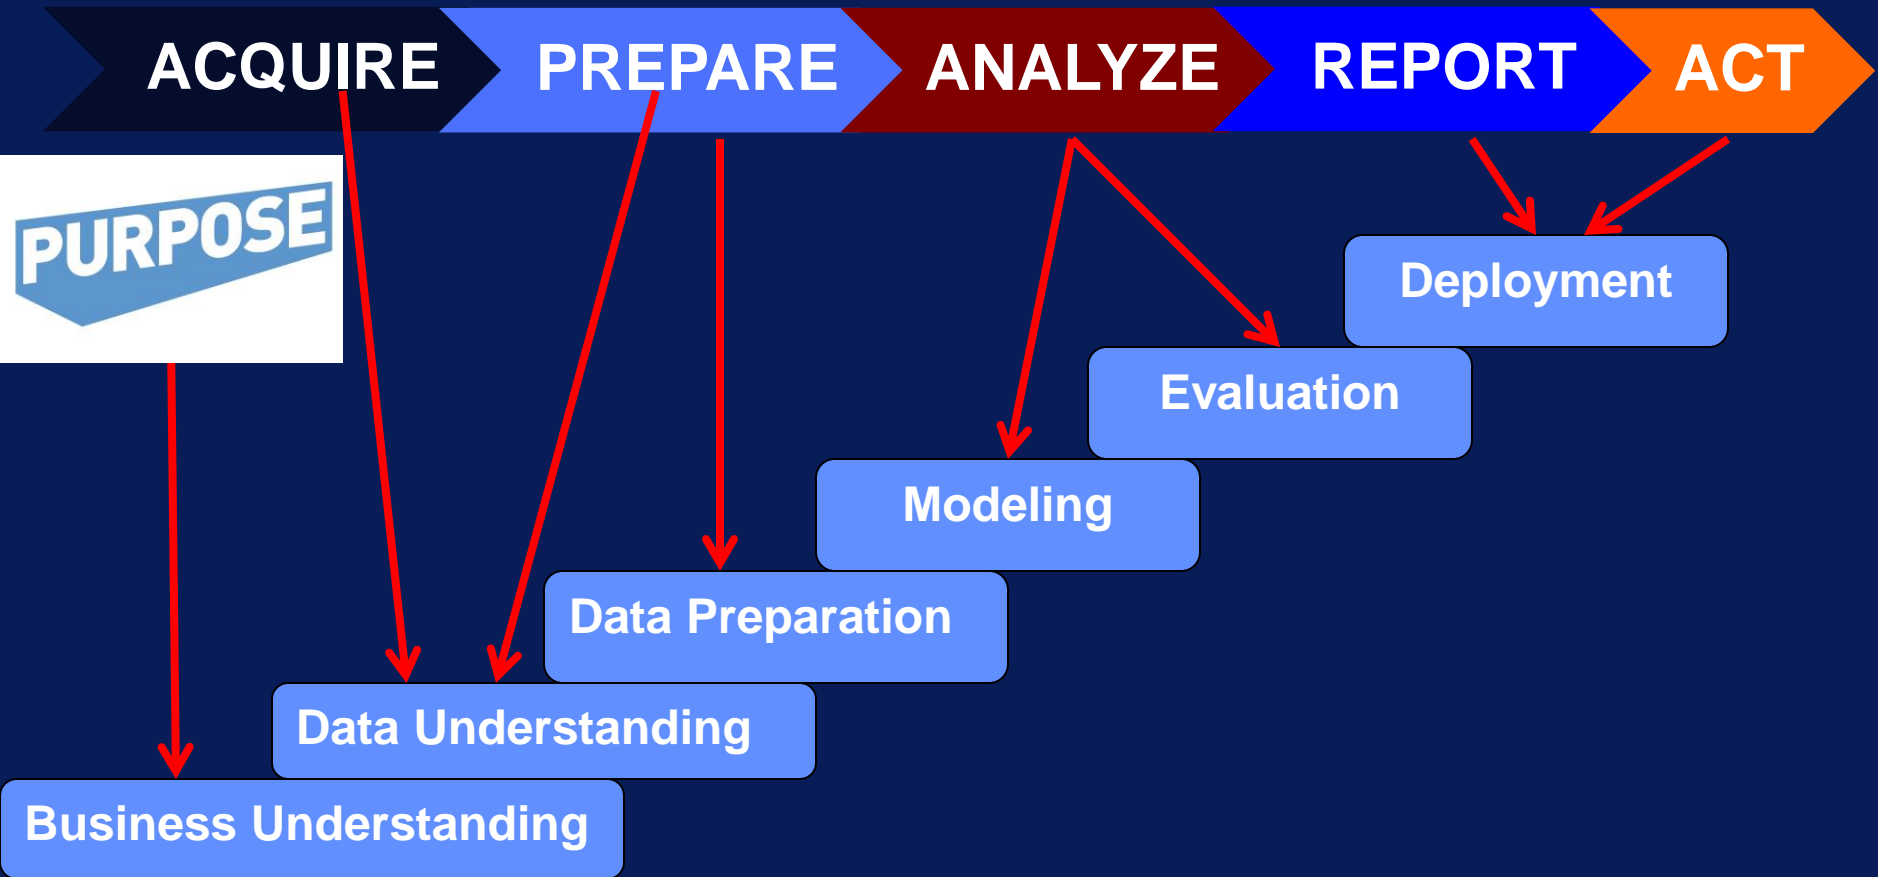 ACQUIRE
PREPARE
ANALYZE
REPORT
ACT
PURPOSE
Deployment
Evaluation
Modeling
Data Preparation
Data Understanding
Business Understanding